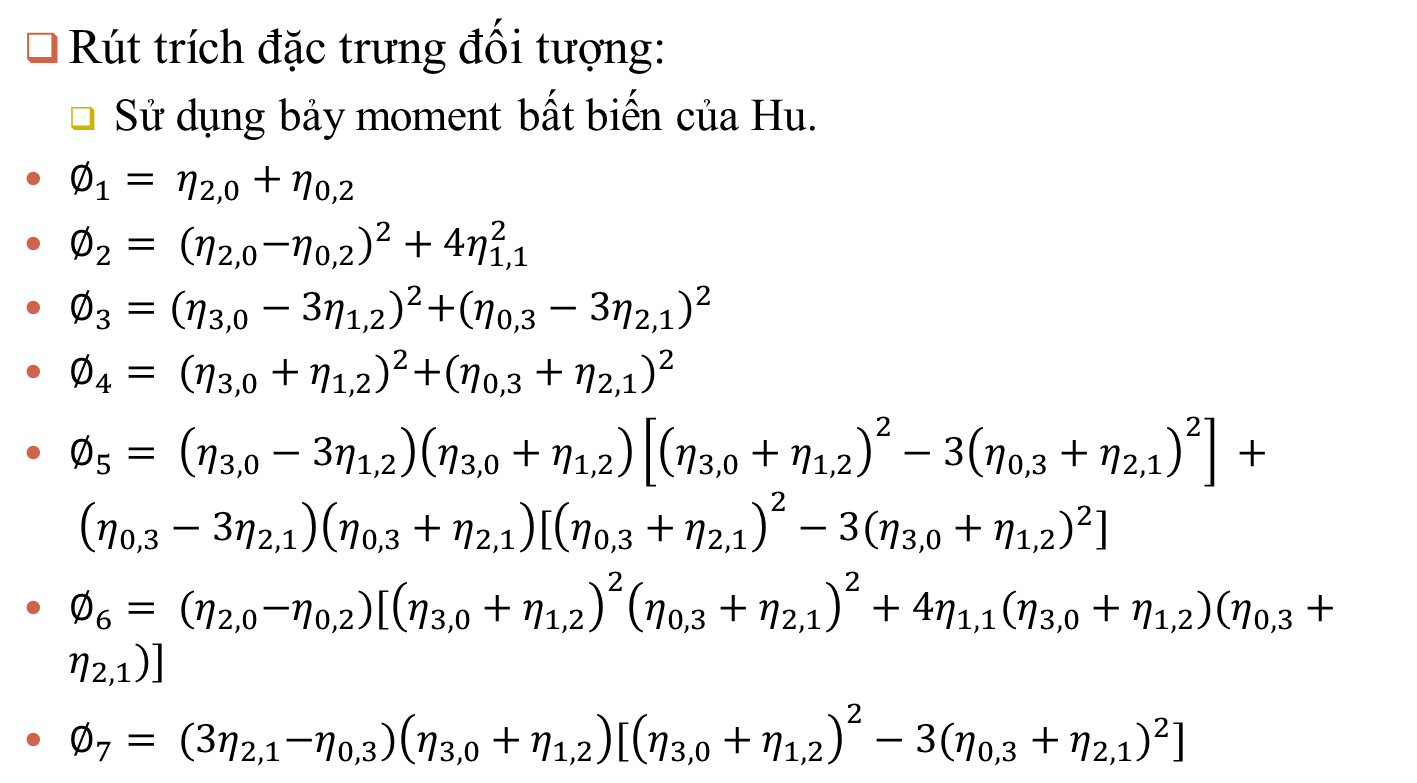 ❑ Rút trích đặc trưng đối tượng:
❑ Sử dụng bảy moment bất biến của Hu.
• ∅₁ = η₂,₀ + η₀,₂
• ∅₂ = (η₂,₀−η₀,₂)² + 4η₁,₁²
• ∅₃ = (η₃,₀ − 3η₁,₂)²+(η₀,₃ − 3η₂,₁)²
• ∅₄ = (η₃,₀ + η₁,₂)²+(η₀,₃ + η₂,₁)²
• ∅₅ = (η₃,₀ − 3η₁,₂)(η₃,₀ + η₁,₂)[(η₃,₀ + η₁,₂)² − 3(η₀,₃ + η₂,₁)²] +
(η₀,₃ − 3η₂,₁)(η₀,₃ + η₂,₁)[(η₀,₃ + η₂,₁)² − 3(η₃,₀ + η₁,₂)²]
• ∅₆ = (η₂,₀−η₀,₂)[(η₃,₀ + η₁,₂)²(η₀,₃ + η₂,₁)² + 4η₁,₁(η₃,₀ + η₁,₂)(η₀,₃ +
η₂,₁)]
• ∅₇ = (3η₂,₁−η₀,₃)(η₃,₀ + η₁,₂)[(η₃,₀ + η₁,₂)² − 3(η₀,₃ + η₂,₁)²]